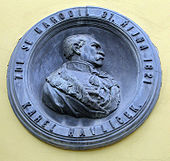 ZDE SE NARODIL 31. ŘÍJNA 1821
KAREL HAVLÍČEK.